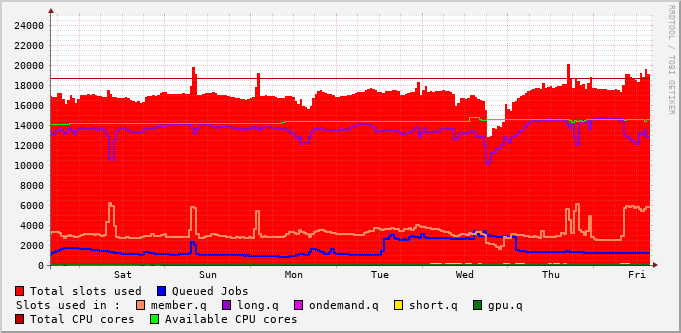 24000
22000
20000
18000
16000
14000
12000
10000
8000
6000
4000
2000
0
Sat Sun Mon Tue Wed Thu Fri
RRDTOOL / TOBI OETIKER
Total slots used Queued Jobs
Slots used in : member.q long.q ondemand.q short.q gpu.q
Total CPU cores Available CPU cores